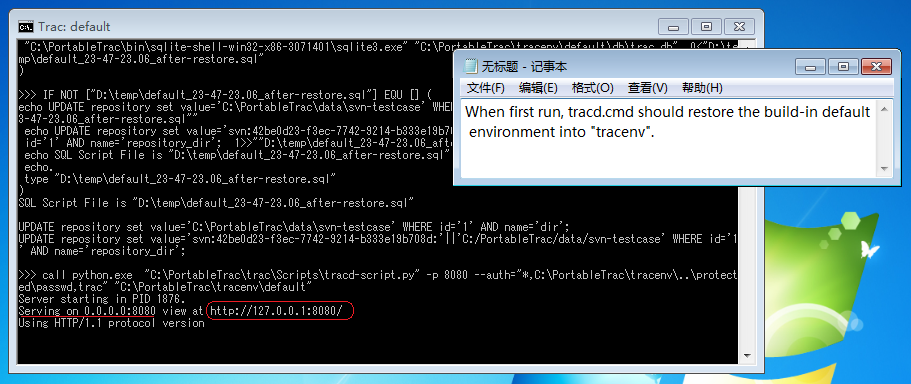 Trac: default
"C:\PortableTrac\bin\sqlite-shell-win32-x86-3071401\sqlite3.exe" "C:\PortableTrac\tracenv\default\db\trac.db" 0<"D:\te
mp\default_23-47-23.06_after-restore.sql"
)
>>> IF NOT ["D:\temp\default_23-47-23.06_after-restore.sql"] EQU [] (
echo UPDATE repository set value='C:\PortableTrac\data\svn-testcase' WHE
3-47-23.06_after-restore.sql""
echo UPDATE repository set value='svn:42be0d23-f3ec-7742-9214-b333e19b70
id='1' AND name='repository_dir'; 1>>""D:\temp\default_23-47-23.06_afte
echo SQL Script File is "D:\temp\default_23-47-23.06_after-restore.sql"
echo.
type "D:\temp\default_23-47-23.06_after-restore.sql"
)
SQL Script File is "D:\temp\default_23-47-23.06_after-restore.sql"
UPDATE repository set value='C:\PortableTrac\data\svn-testcase' WHERE id='1' AND name='dir';
UPDATE repository set value='svn:42be0d23-f3ec-7742-9214-b333e19b708d:'||'C:/PortableTrac/data/svn-testcase' WHERE id='1
' AND name='repository_dir';
>>> call python.exe "C:\PortableTrac\trac\Scripts\tracd-script.py" -p 8080 --auth="*,C:\PortableTrac\tracenv\..\protect
ed\passwd,trac" "C:\PortableTrac\tracenv\default"
Server starting in PID 1876.
Serving on 0.0.0.0:8080 view at http://127.0.0.1:8080/
Using HTTP/1.1 protocol version
无标题 - 记事本
文件(F) 编辑(E) 格式(O) 查看(V) 帮助(H)
When first run, tracd.cmd should restore the build-in default
environment into "tracenv".